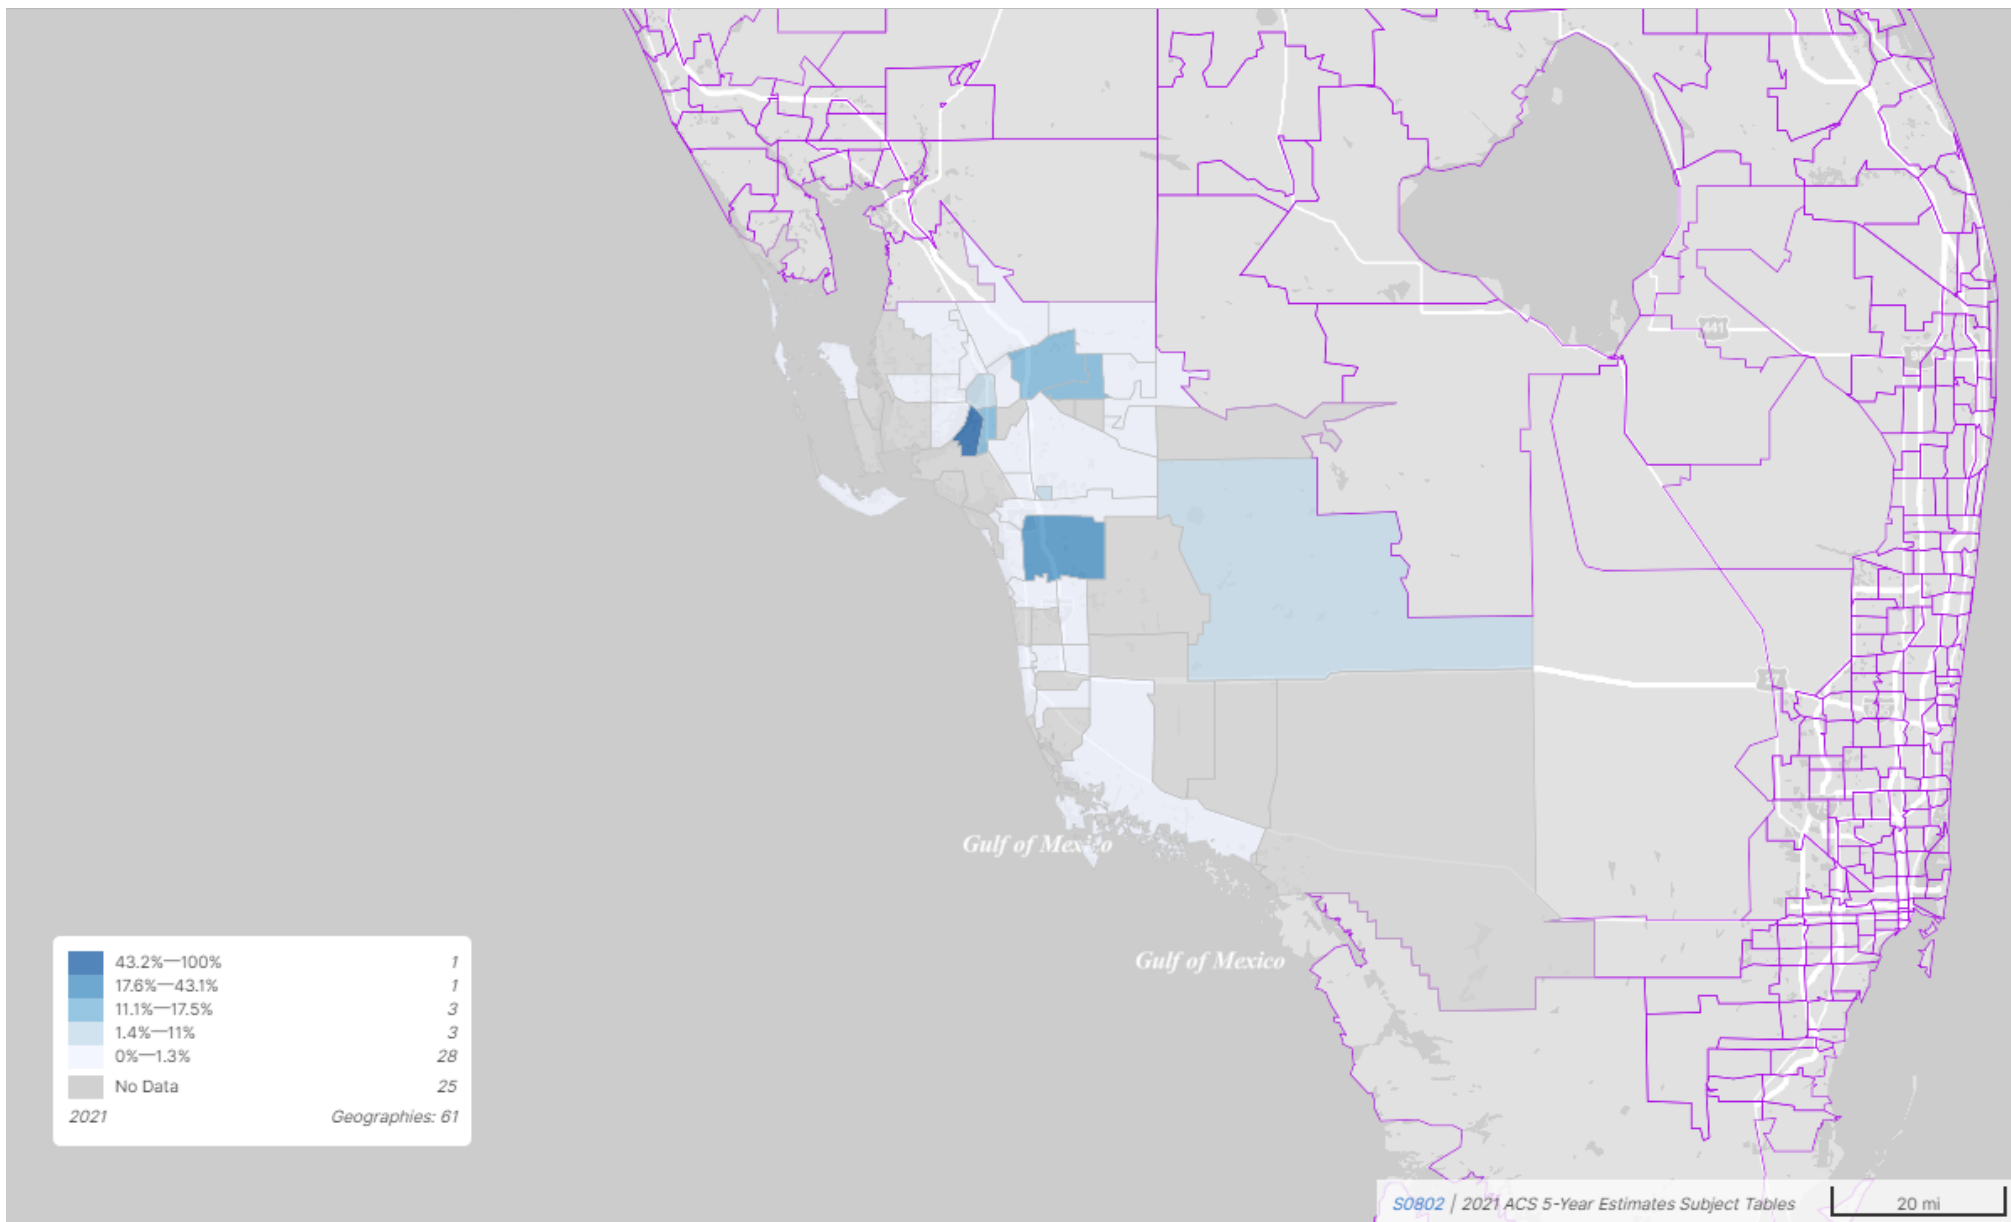 441
Gulf of Mexico
Gulf of Mexico
43.2%—100% 1
17.6%—43.1% 1
11.1%—17.5% 3
1.4%—11% 3
0%—1.3% 28
No Data 25
2021 Geographies: 61
S0802 | 2021 ACS 5-Year Estimates Subject Tables
20 mi